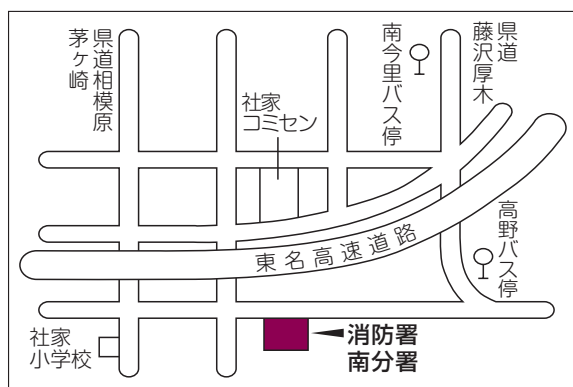 県道相模原
茅ヶ崎
社家
コミセン
南今里バス停
県道
藤沢厚木
東名高速道路
高野バス停
社家
小学校
消防署
南分署